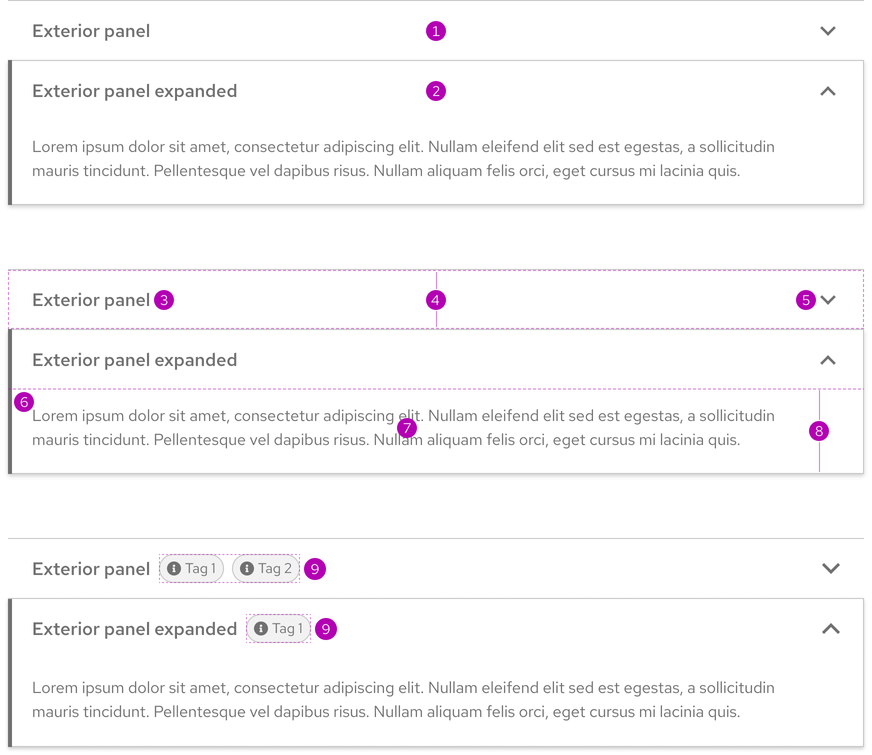 Exterior panel 1
Exterior panel expanded 2
Lorem ipsum dolor sit amet, consectetur adipiscing elit. Nullam eleifend elit sed est egestas, a sollicitudin
mauris tincidunt. Pellentesque vel dapibus risus. Nullam aliquam felis orci, eget cursus mi lacinia quis.
Exterior panel 3 4 5
Exterior panel expanded
6
Lorem ipsum dolor sit amet, consectetur adipiscing elit. Nullam eleifend elit sed est egestas, a sollicitudin
7 8
mauris tincidunt. Pellentesque vel dapibus risus. Nullam aliquam felis orci, eget cursus mi lacinia quis.
Exterior panel Tag 1 Tag 2 9
Exterior panel expanded Tag 1 9
Lorem ipsum dolor sit amet, consectetur adipiscing elit. Nullam eleifend elit sed est egestas, a sollicitudin
mauris tincidunt. Pellentesque vel dapibus risus. Nullam aliquam felis orci, eget cursus mi lacinia quis.